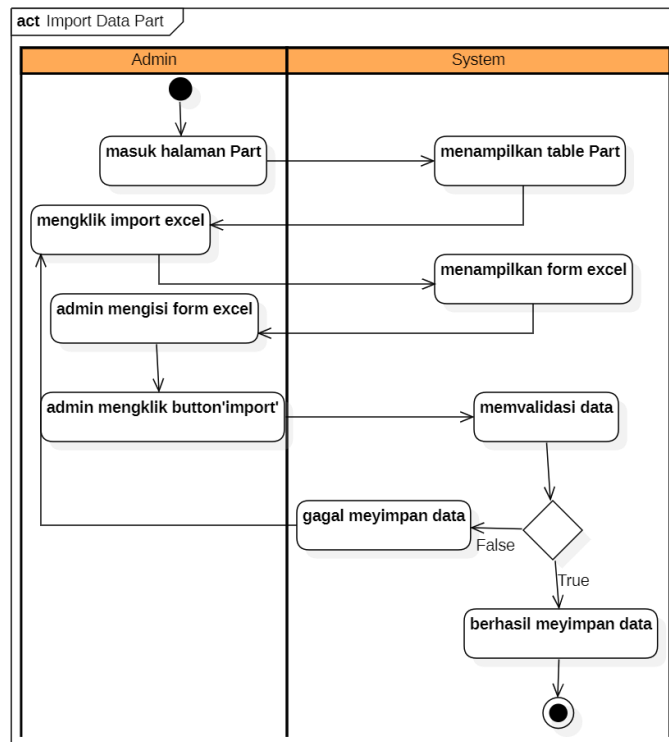 act Import Data Part
Admin
System
masuk halaman Part
menampilkan table Part
mengklik import excel
menampilkan form excel
admin mengisi form excel
admin mengklik button'import'
memvalidasi data
gagal meyimpan data
False
True
berhasil meyimpan data